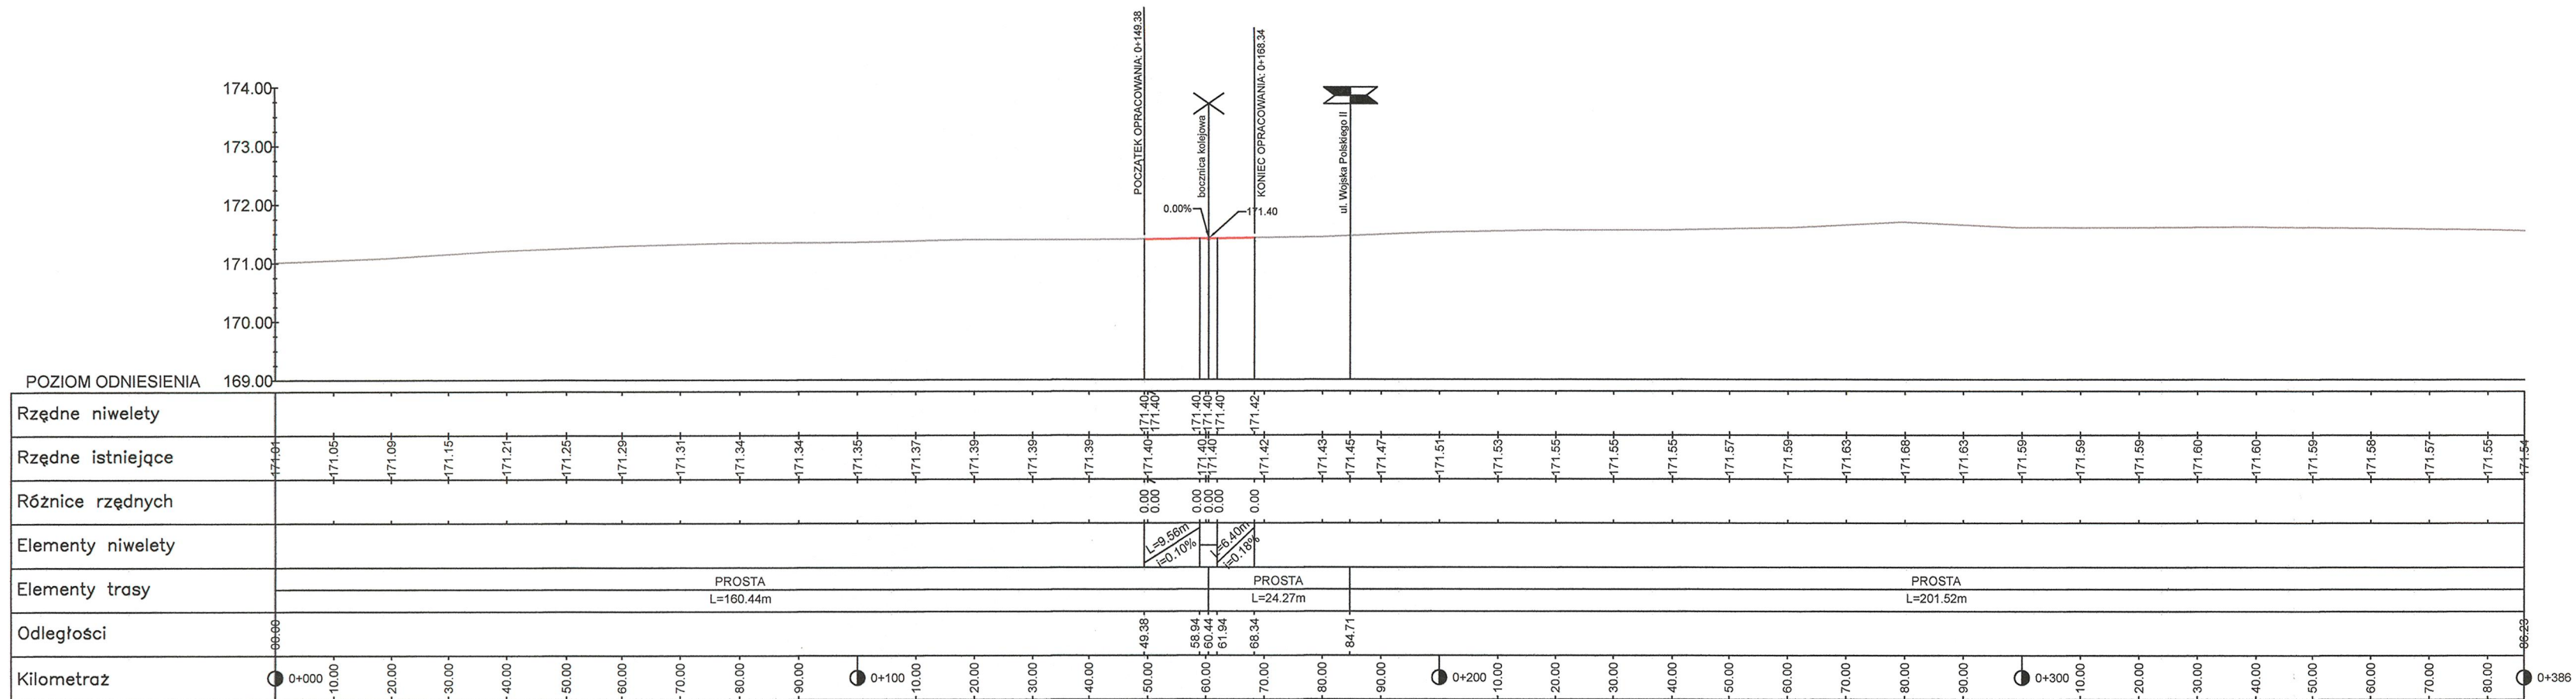 POCZĄTEK OPRACOWANIA: 0+149.38
bocznica kolejowa
KONIEC OPRACOWANIA: 0+168.34
ul. Wojska Polskiego II
174.00
173.00
172.00
171.00
170.00
0.00%
171.40
POZIOM ODNIESIENIA 169.00
Rzędne niwelety 171.40 171.40 171.40 171.40 171.40 171.42
Rzędne istniejące 171.01 171.05 171.09 171.15 171.21 171.25 171.29 171.31 171.34 171.34 171.35 171.37 171.39 171.39 171.39 171.40 171.40 171.40 171.42 171.43 171.45 171.47 171.51 171.53 171.55 171.55 171.57 171.59 171.63 171.68 171.63 171.59 171.59 171.59 171.60 171.60 171.59 171.58 171.57 171.55 171.54
Różnice rzędnych 0.00 0.00 0.00 0.00 0.00 0.00
Elementy niwelety L=9.56m i=0.10% L=6.40m i=0.18%
Elementy trasy
PROSTA
L=160.44m
PROSTA
L=24.27m
PROSTA
L=201.52m
Odległości 00.00 49.38 58.94 60.44 61.94 68.34 84.71 86.23
Kilometraż 0+000 10.00 20.00 30.00 40.00 50.00 60.00 70.00 80.00 90.00 0+100 10.00 20.00 30.00 40.00 50.00 60.00 70.00 80.00 90.00 0+200 10.00 20.00 30.00 40.00 50.00 60.00 70.00 80.00 90.00 0+300 10.00 20.00 30.00 40.00 50.00 60.00 70.00 80.00 0+386